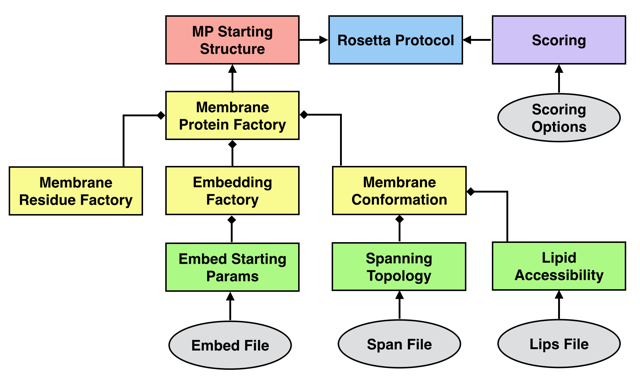 MP Starting
Structure
Rosetta Protocol
Scoring
Membrane
Protein Factory
Scoring
Options
Membrane
Residue Factory
Embedding
Factory
Membrane
Conformation
Embed Starting
Params
Spanning
Topology
Lipid
Accessibility
Embed File
Span File
Lips File